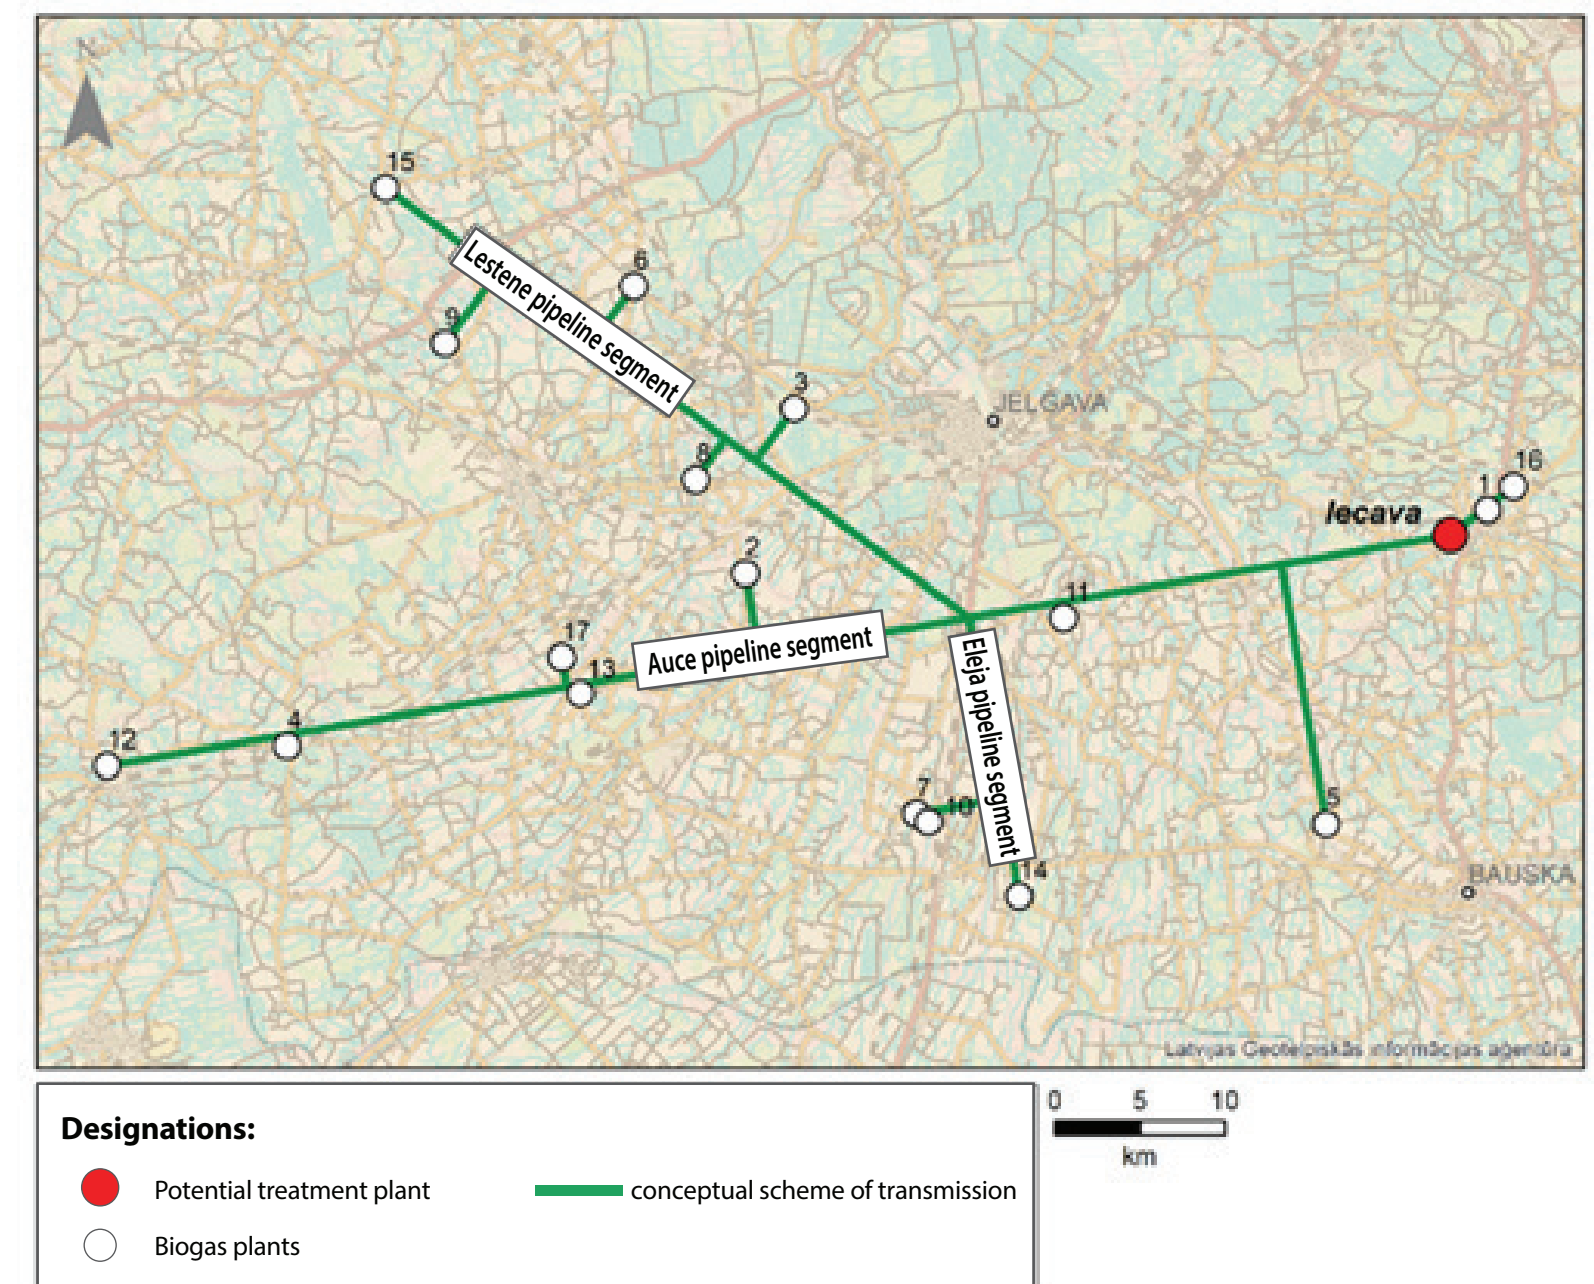 N
15
Lestene pipeline segment
6
9
3
JELGAVA
8
16
1
Iecava
2
11
17
Auce pipeline segment
13
Eleja pipeline segment
4
12
7
10
5
14
BAUSKA
Latvijas Ģeotelpiskās informācijas aģentūra
Designations:
Potential treatment plant
conceptual scheme of transmission
Biogas plants
0 5 10
km